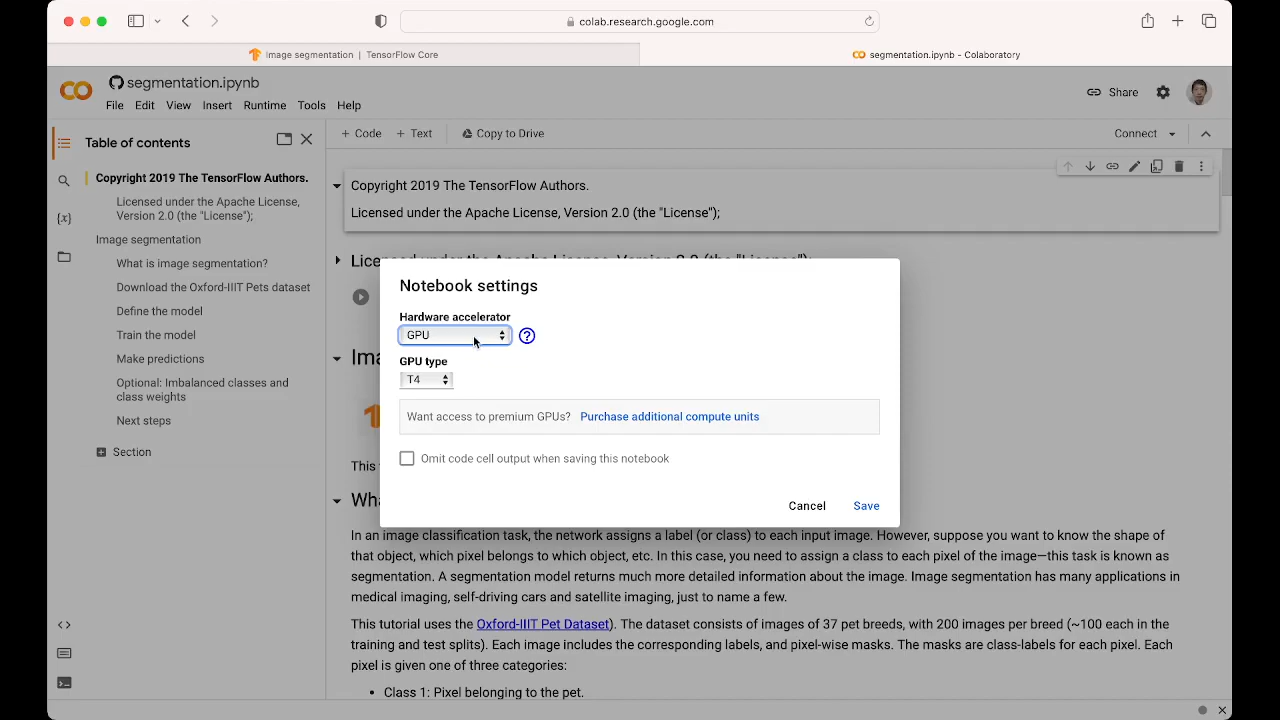 colab.research.google.com
Image segmentation | TensorFlow Core
segmentation.ipynb - Colaboratory
segmentation.ipynb
File Edit View Insert Runtime Tools Help
Share
Table of contents
+ Code + Text Copy to Drive
Connect
Copyright 2019 The TensorFlow Authors.
Licensed under the Apache License,
Version 2.0 (the "License");
Image segmentation
What is image segmentation?
Download the Oxford-IIIT Pets dataset
Define the model
Train the model
Make predictions
Optional: Imbalanced classes and
class weights
Next steps
Section
Copyright 2019 The TensorFlow Authors.
Licensed under the Apache License, Version 2.0 (the "License");
Notebook settings
Hardware accelerator
GPU
?
GPU type
T4
Want access to premium GPUs? Purchase additional compute units
Omit code cell output when saving this notebook
Cancel Save
This
In an image classification task, the network assigns a label (or class) to each input image. However, suppose you want to know the shape of
that object, which pixel belongs to which object, etc. In this case, you need to assign a class to each pixel of the image—this task is known as
segmentation. A segmentation model returns much more detailed information about the image. Image segmentation has many applications in
medical imaging, self-driving cars and satellite imaging, just to name a few.
This tutorial uses the Oxford-IIIT Pet Dataset). The dataset consists of images of 37 pet breeds, with 200 images per breed (~100 each in the
training and test splits). Each image includes the corresponding labels, and pixel-wise masks. The masks are class-labels for each pixel. Each
pixel is given one of three categories:
• Class 1: Pixel belonging to the pet.